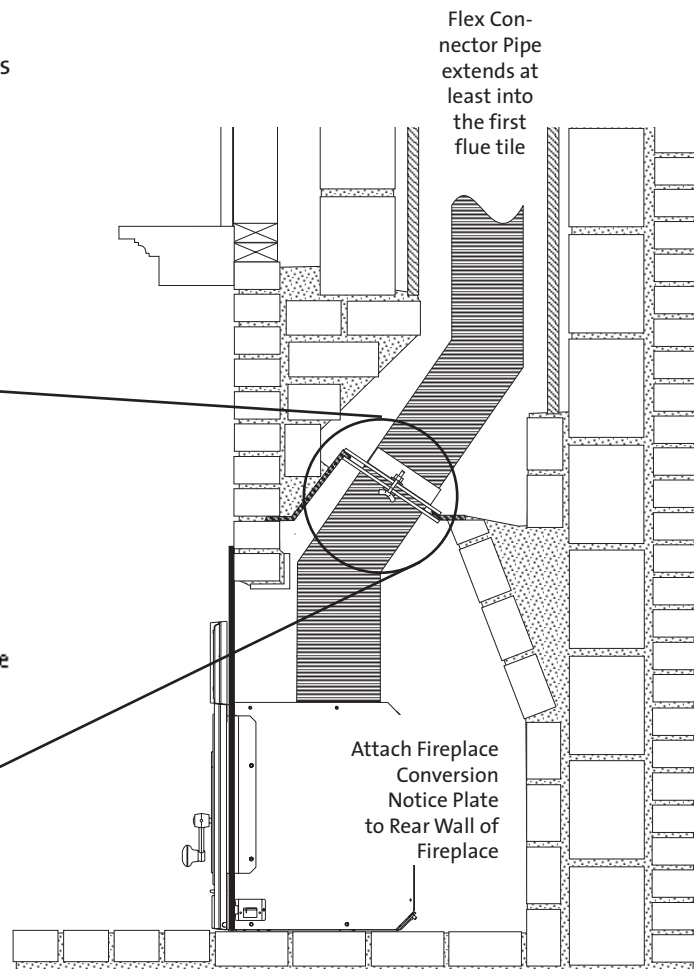 Flex Con-
nector Pipe
extends at
least into
the first
flue tile
Attach Fireplace
Conversion
Notice Plate
to Rear Wall of
Fireplace